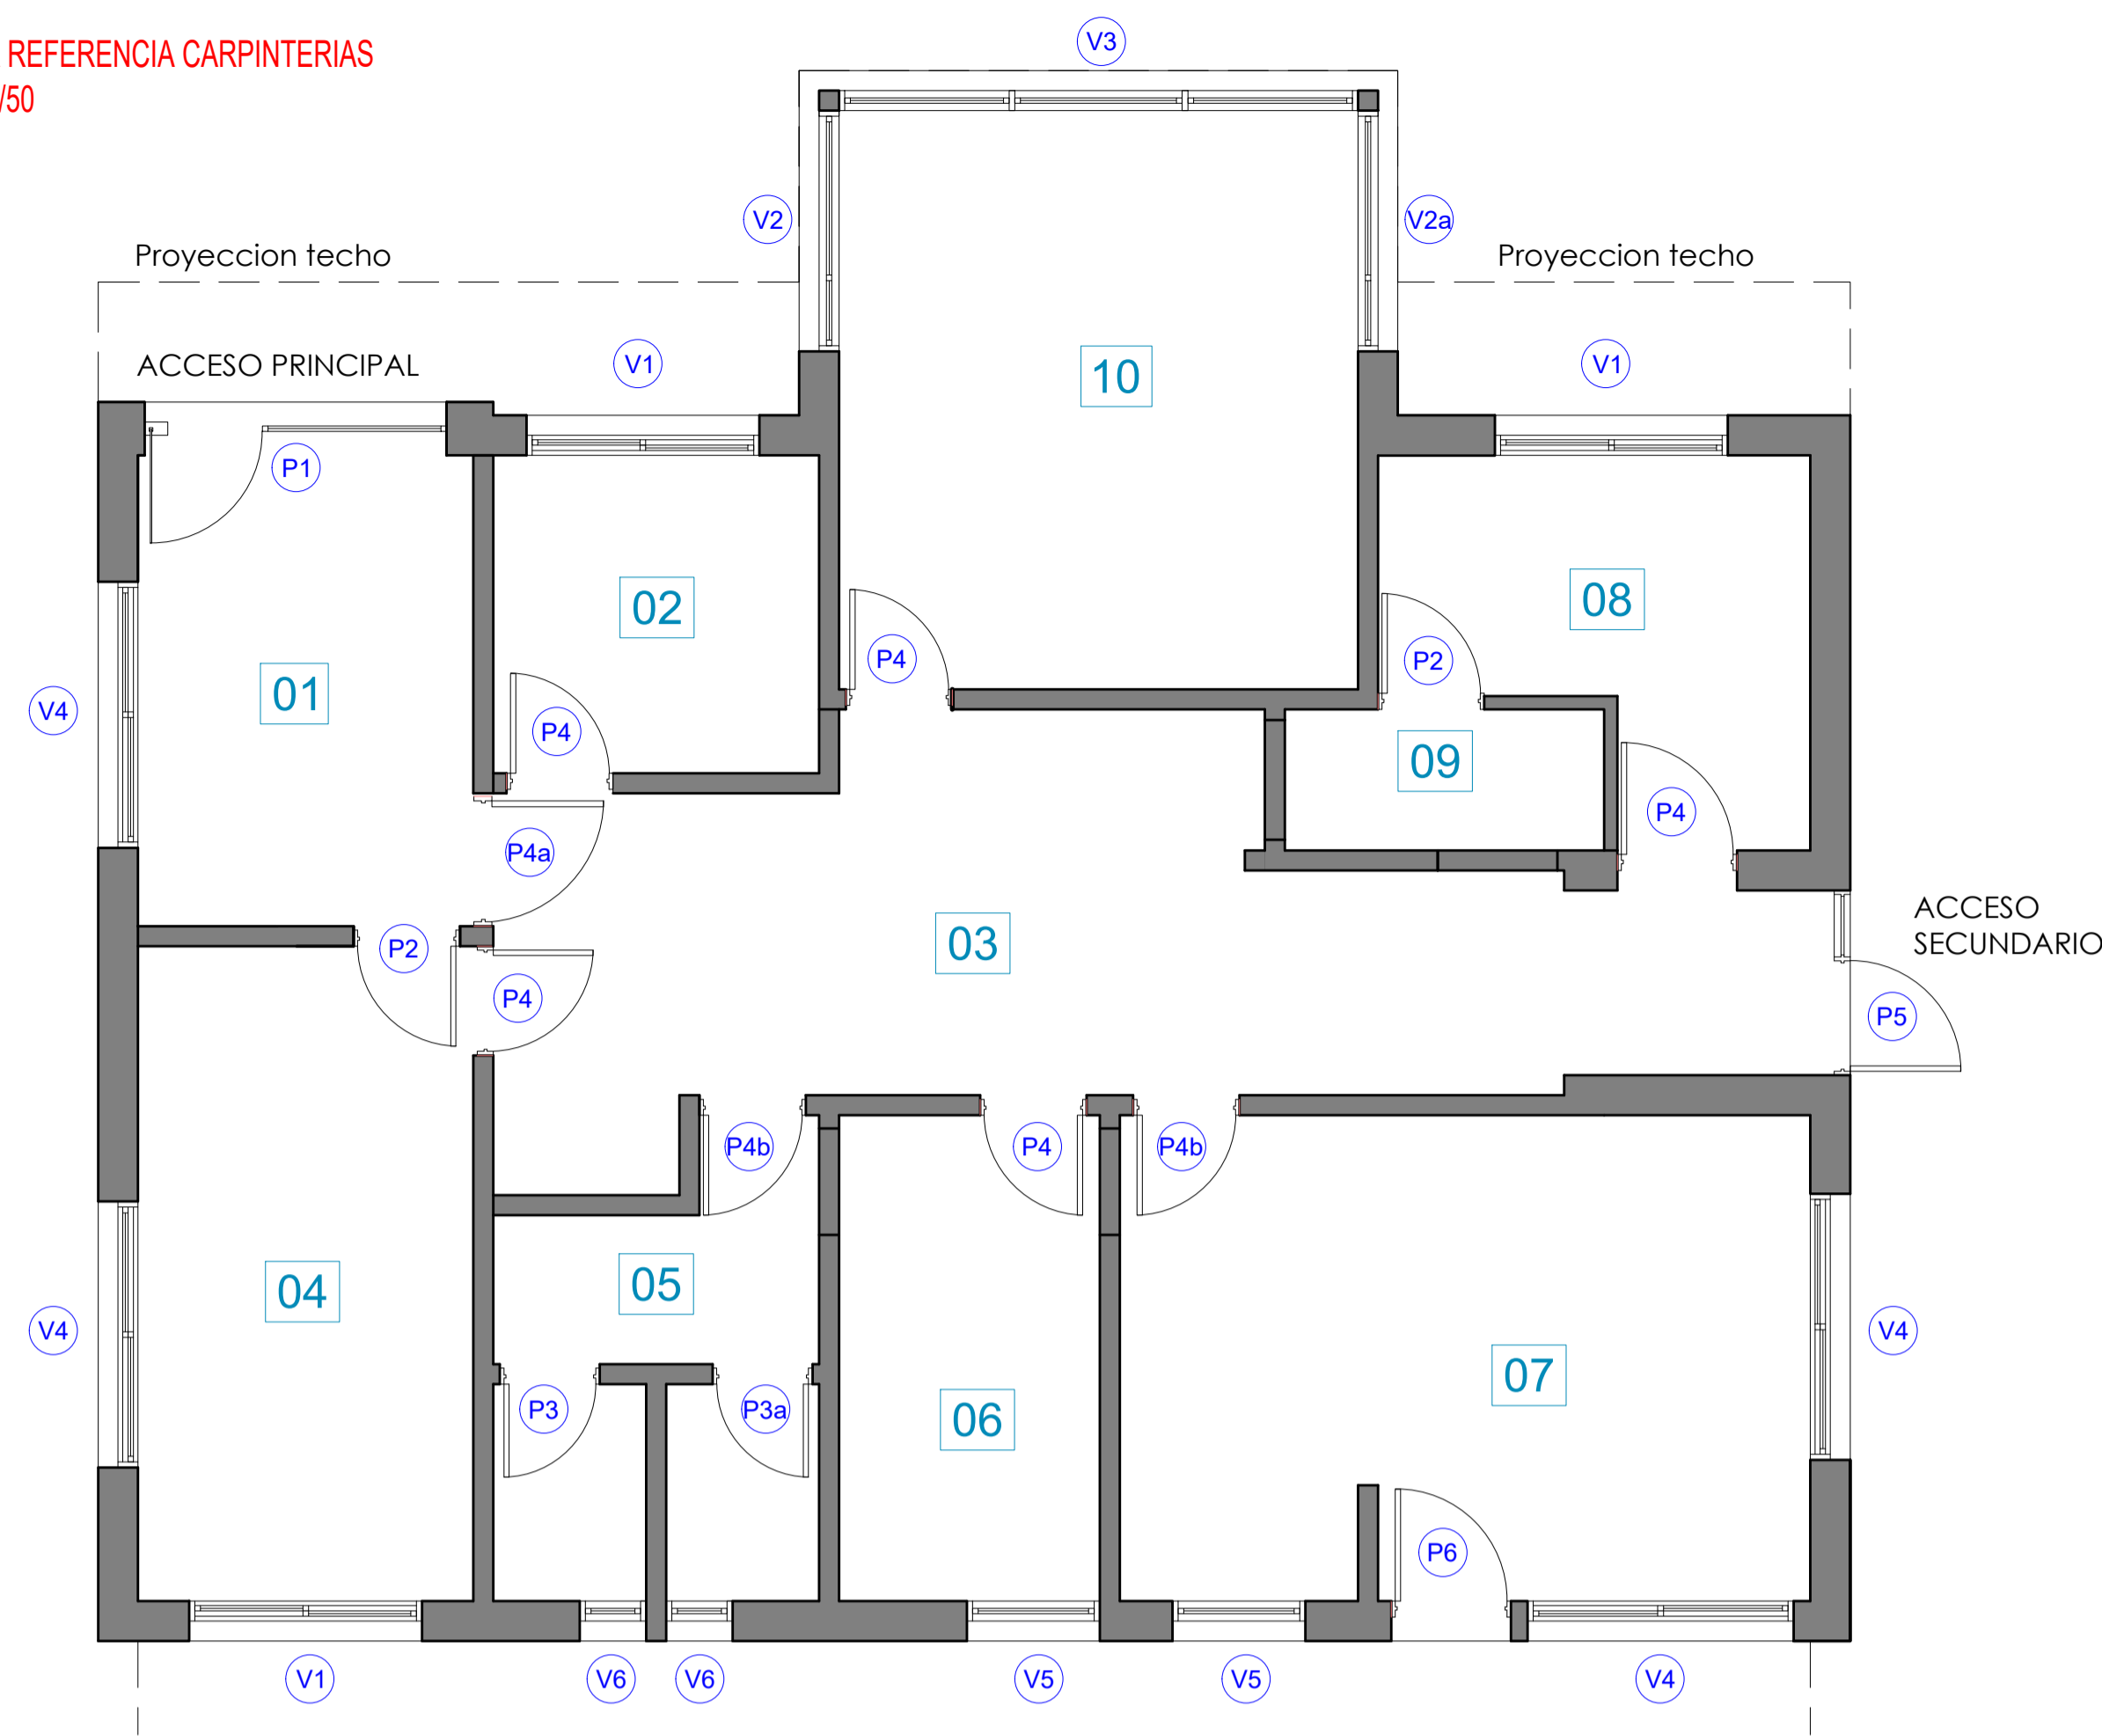 REFERENCIA CARPINTERIAS
/50
V3
V2
V2a
Proyeccion techo
Proyeccion techo
ACCESO PRINCIPAL
V1
V1
P1
10
02
08
01
P4
P2
V4
P4
09
P4
P4a
ACCESO
SECUNDARIO
03
P2
P4
P5
P4b
P4
P4b
04
05
V4
V4
07
P3
P3a
06
P6
V1
V6
V6
V5
V5
V4